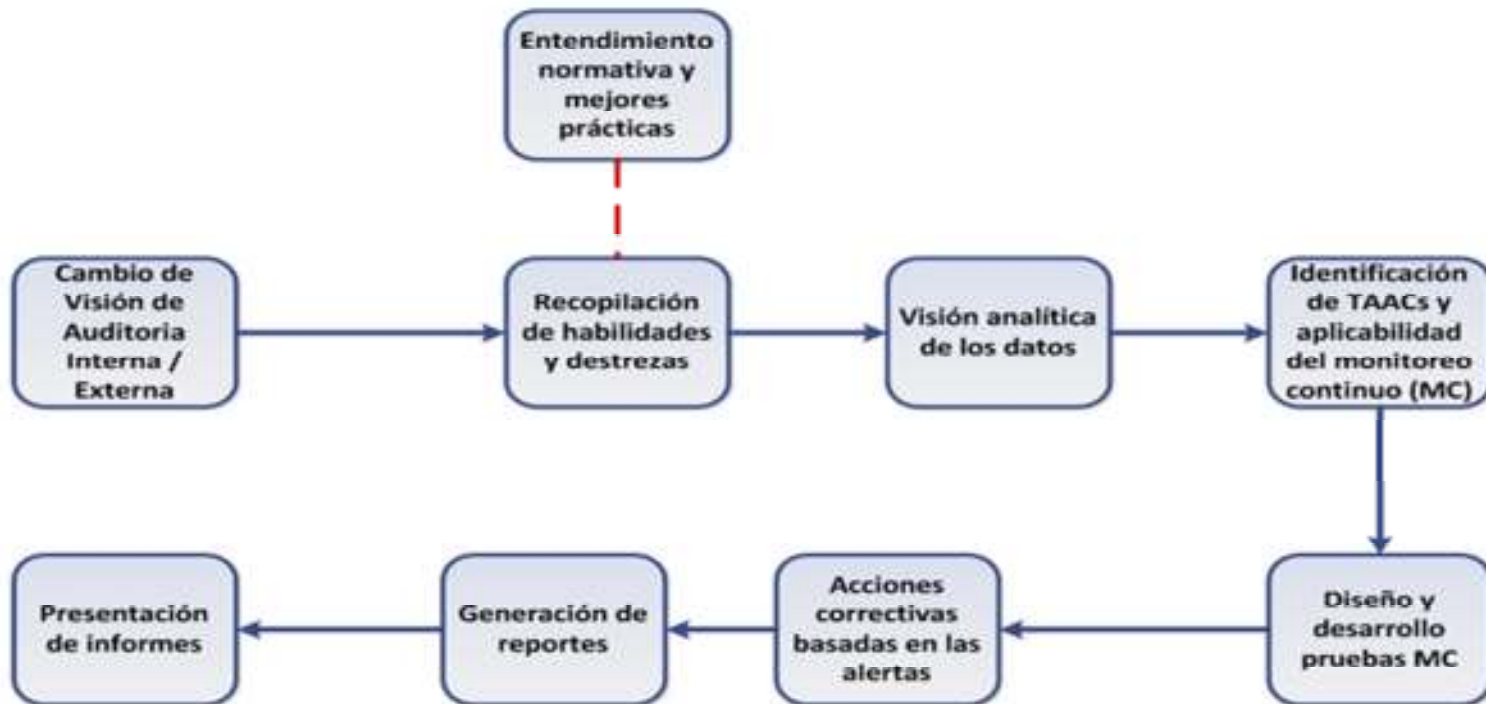 Entendimiento
normativa y
mejores
prácticas
Cambio de
Visión de
Auditoria
Interna /
Externa
Recopilación
de habilidades
y destrezas
Visión analítica
de los datos
Identificación
de TAACs y
aplicabilidad
del monitoreo
continuo (MC)
Presentación
de informes
Generación de
reportes
Acciones
correctivas
basadas en las
alertas
Diseño y
desarrollo
pruebas MC